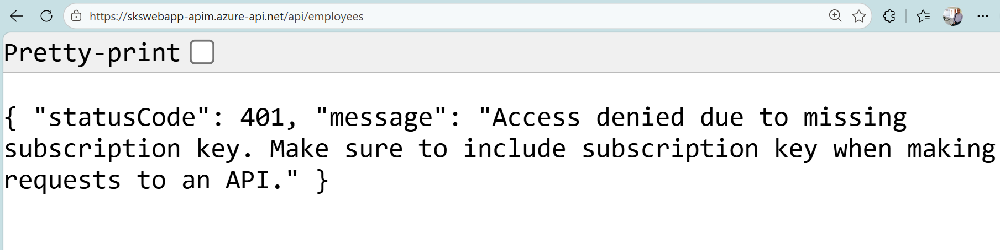 https://skswebapp-apim.azure-api.net/api/employees
Pretty-print
{ "statusCode": 401, "message": "Access denied due to missing
subscription key. Make sure to include subscription key when making
requests to an API." }